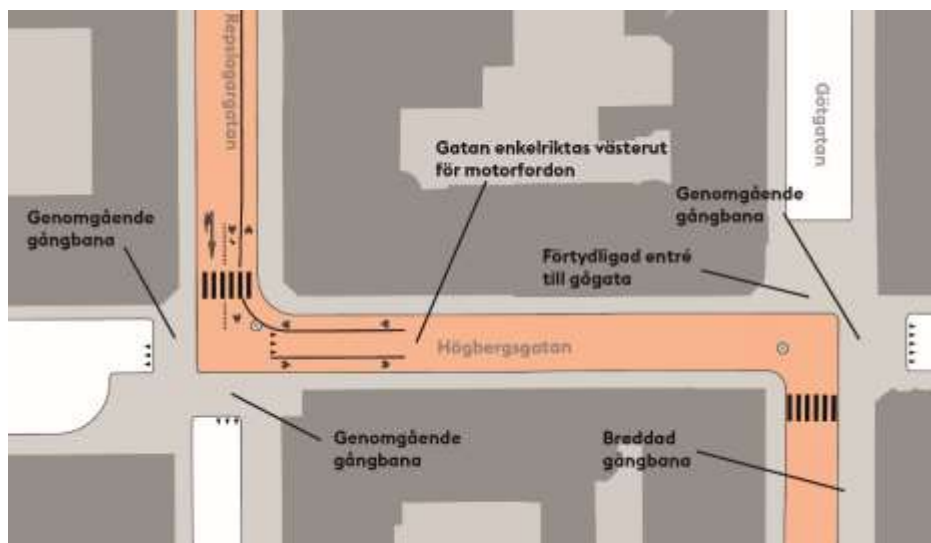 Repslagargatan
Götgatan
Gatan enkelriktas västerut
för motorfordon
Genomgående
gångbana
Genomgående
gångbana
Förtydligad entré
till gågata
Högbergsgatan
Genomgående
gångbana
Breddad
gångbana